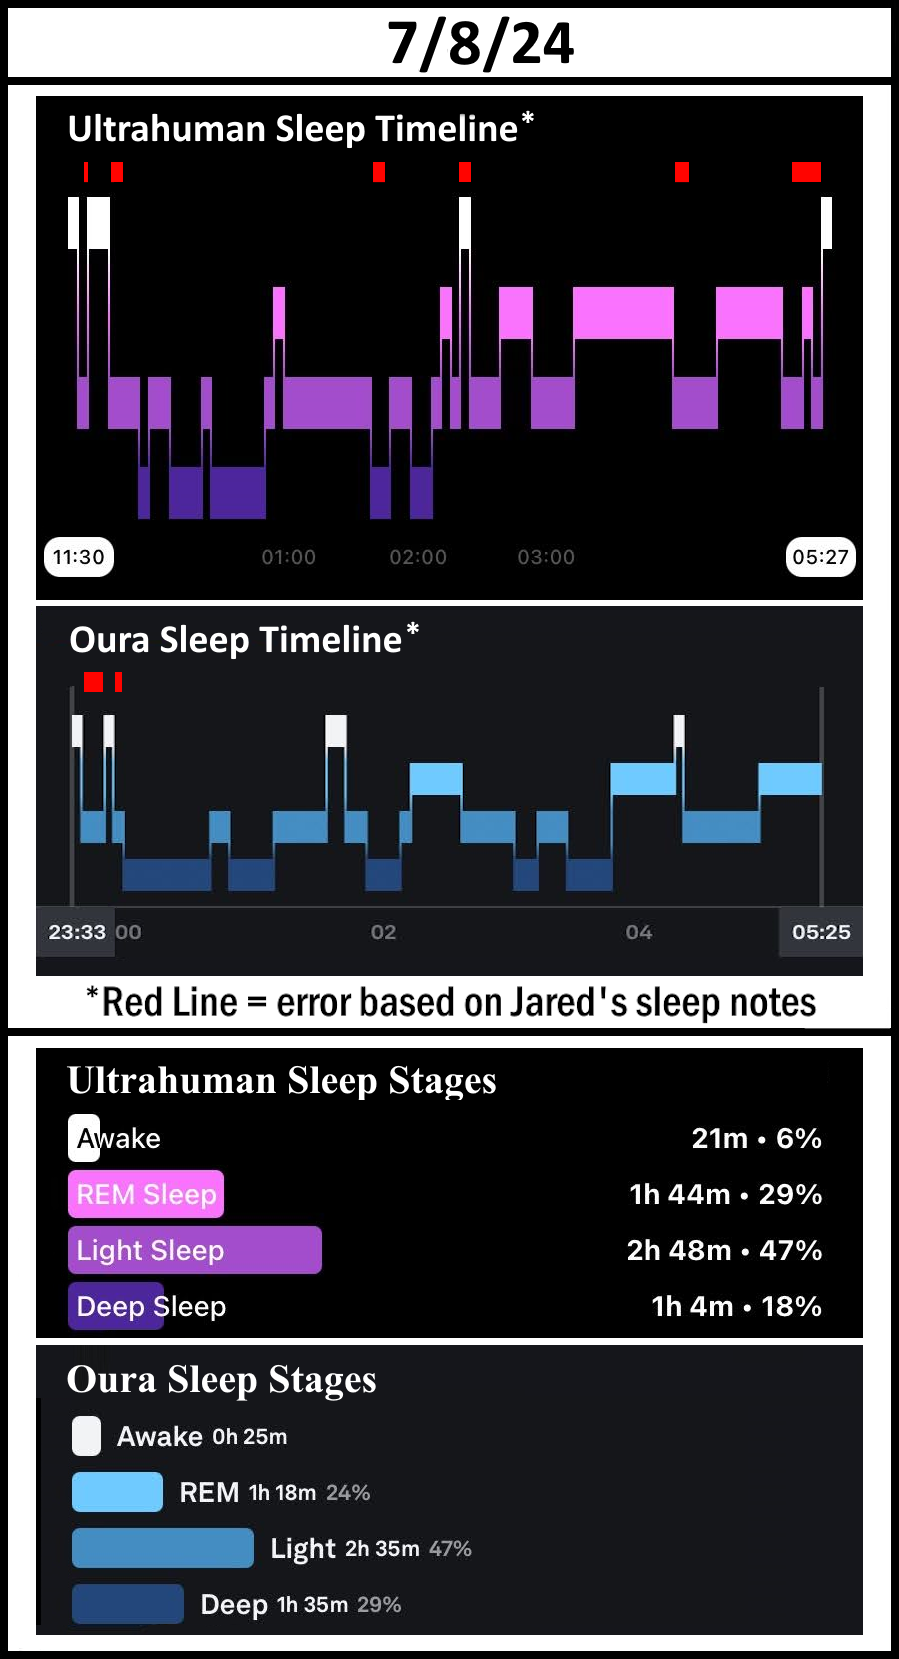 7/8/24
Ultrahuman Sleep Timeline*
11:30 01:00 02:00 03:00 05:27
Oura Sleep Timeline*
23:33 00 02 04 05:25
*Red Line = error based on Jared's sleep notes
Ultrahuman Sleep Stages
Awake 21m • 6%
REM Sleep 1h 44m • 29%
Light Sleep 2h 48m • 47%
Deep Sleep 1h 4m • 18%
Oura Sleep Stages
Awake 0h 25m
REM 1h 18m 24%
Light 2h 35m 47%
Deep 1h 35m 29%